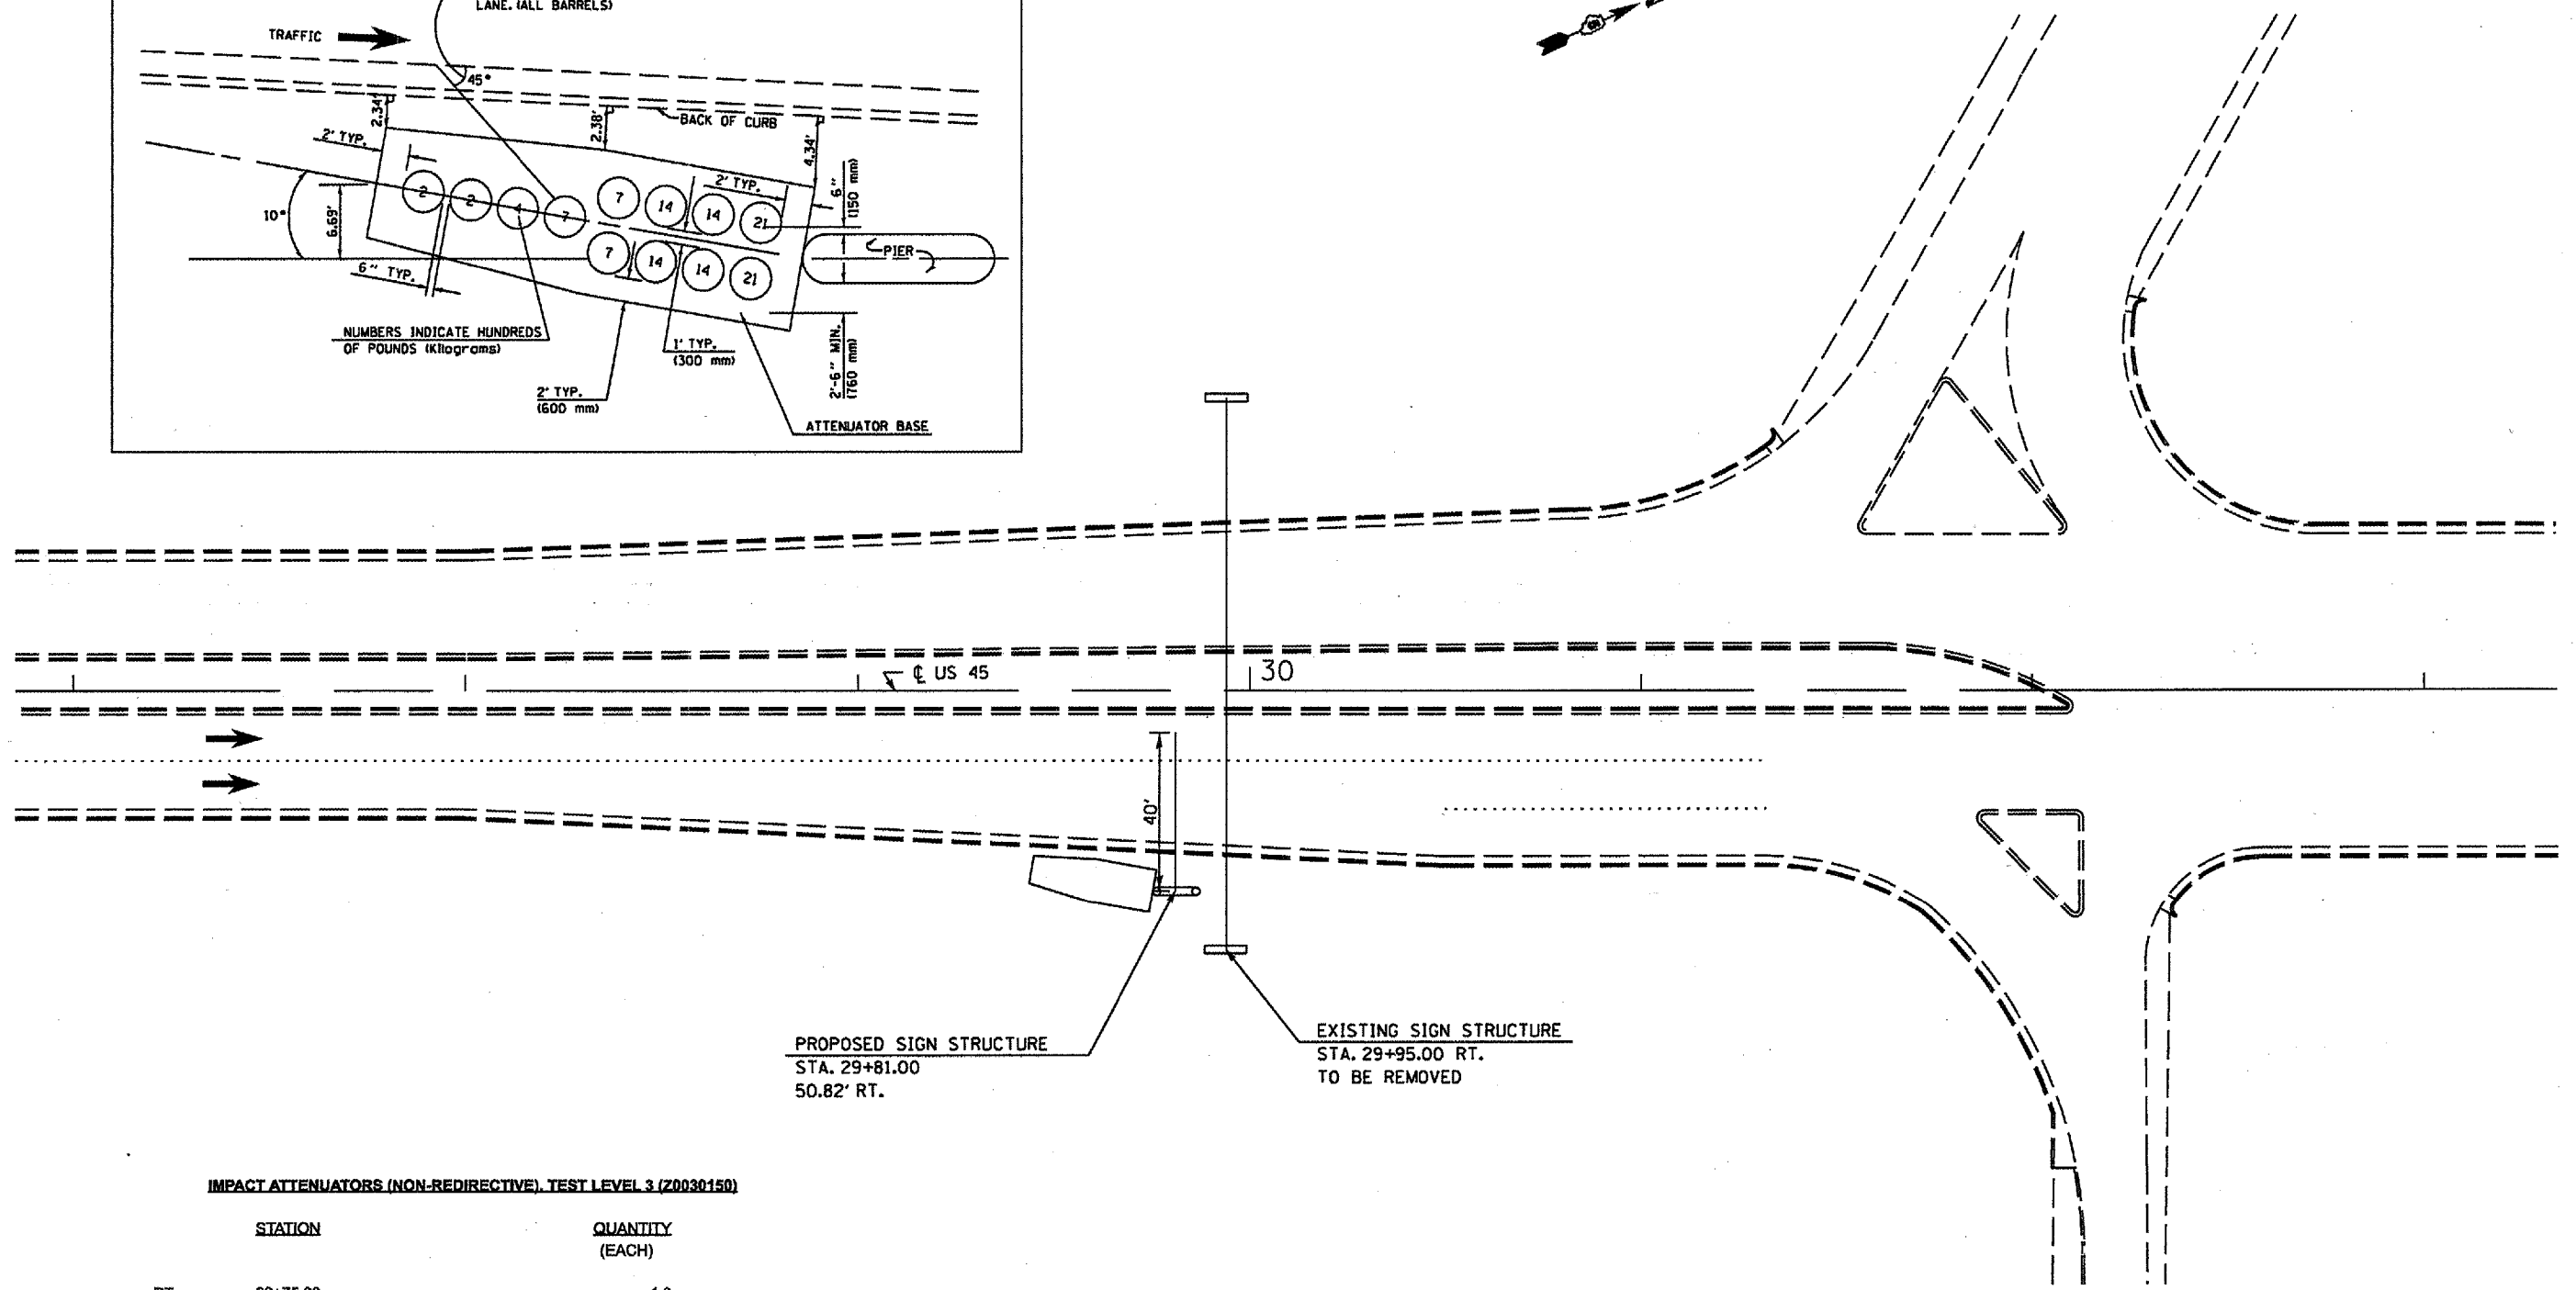 LANE. (ALL BARRELS)
TRAFFIC
45°
2.34'
2.38'
BACK OF CURB
4.34'
2' TYP.
2' TYP.
6"
(150 mm)
10°
6.69'
2 2 4 7 7 14 14 21
7 14 14 21
PIER
6" TYP.
NUMBERS INDICATE HUNDREDS
OF POUNDS (Kilograms)
1' TYP.
(300 mm)
2'-6" MIN.
(760 mm)
2' TYP.
(600 mm)
ATTENUATOR BASE
℄ US 45
30
40'
PROPOSED SIGN STRUCTURE
STA. 29+81.00
50.82' RT.
EXISTING SIGN STRUCTURE
STA. 29+95.00 RT.
TO BE REMOVED
IMPACT ATTENUATORS (NON-REDIRECTIVE), TEST LEVEL 3 (Z0030150)
STATION QUANTITY
(EACH)